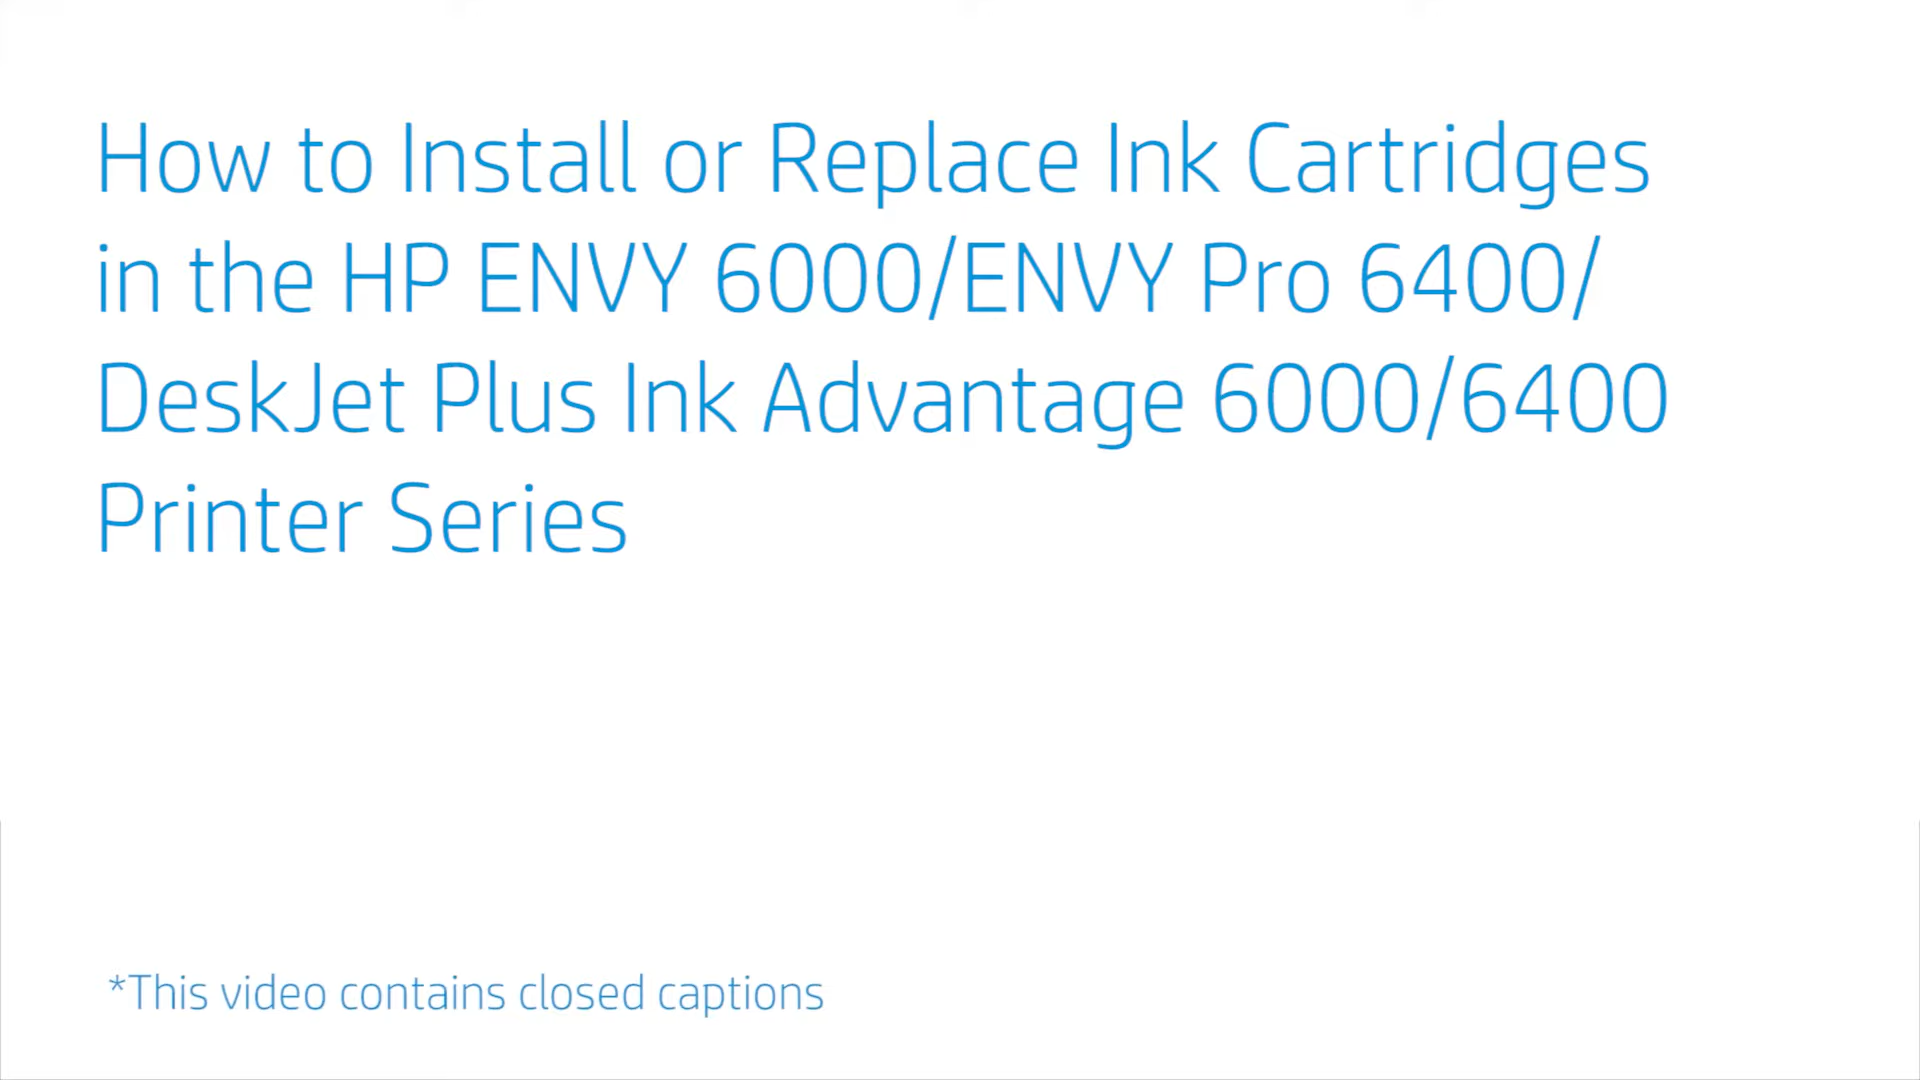 How to Install or Replace Ink Cartridges
in the HP ENVY 6000/ENVY Pro 6400/
DeskJet Plus Ink Advantage 6000/6400
Printer Series
*This video contains closed captions